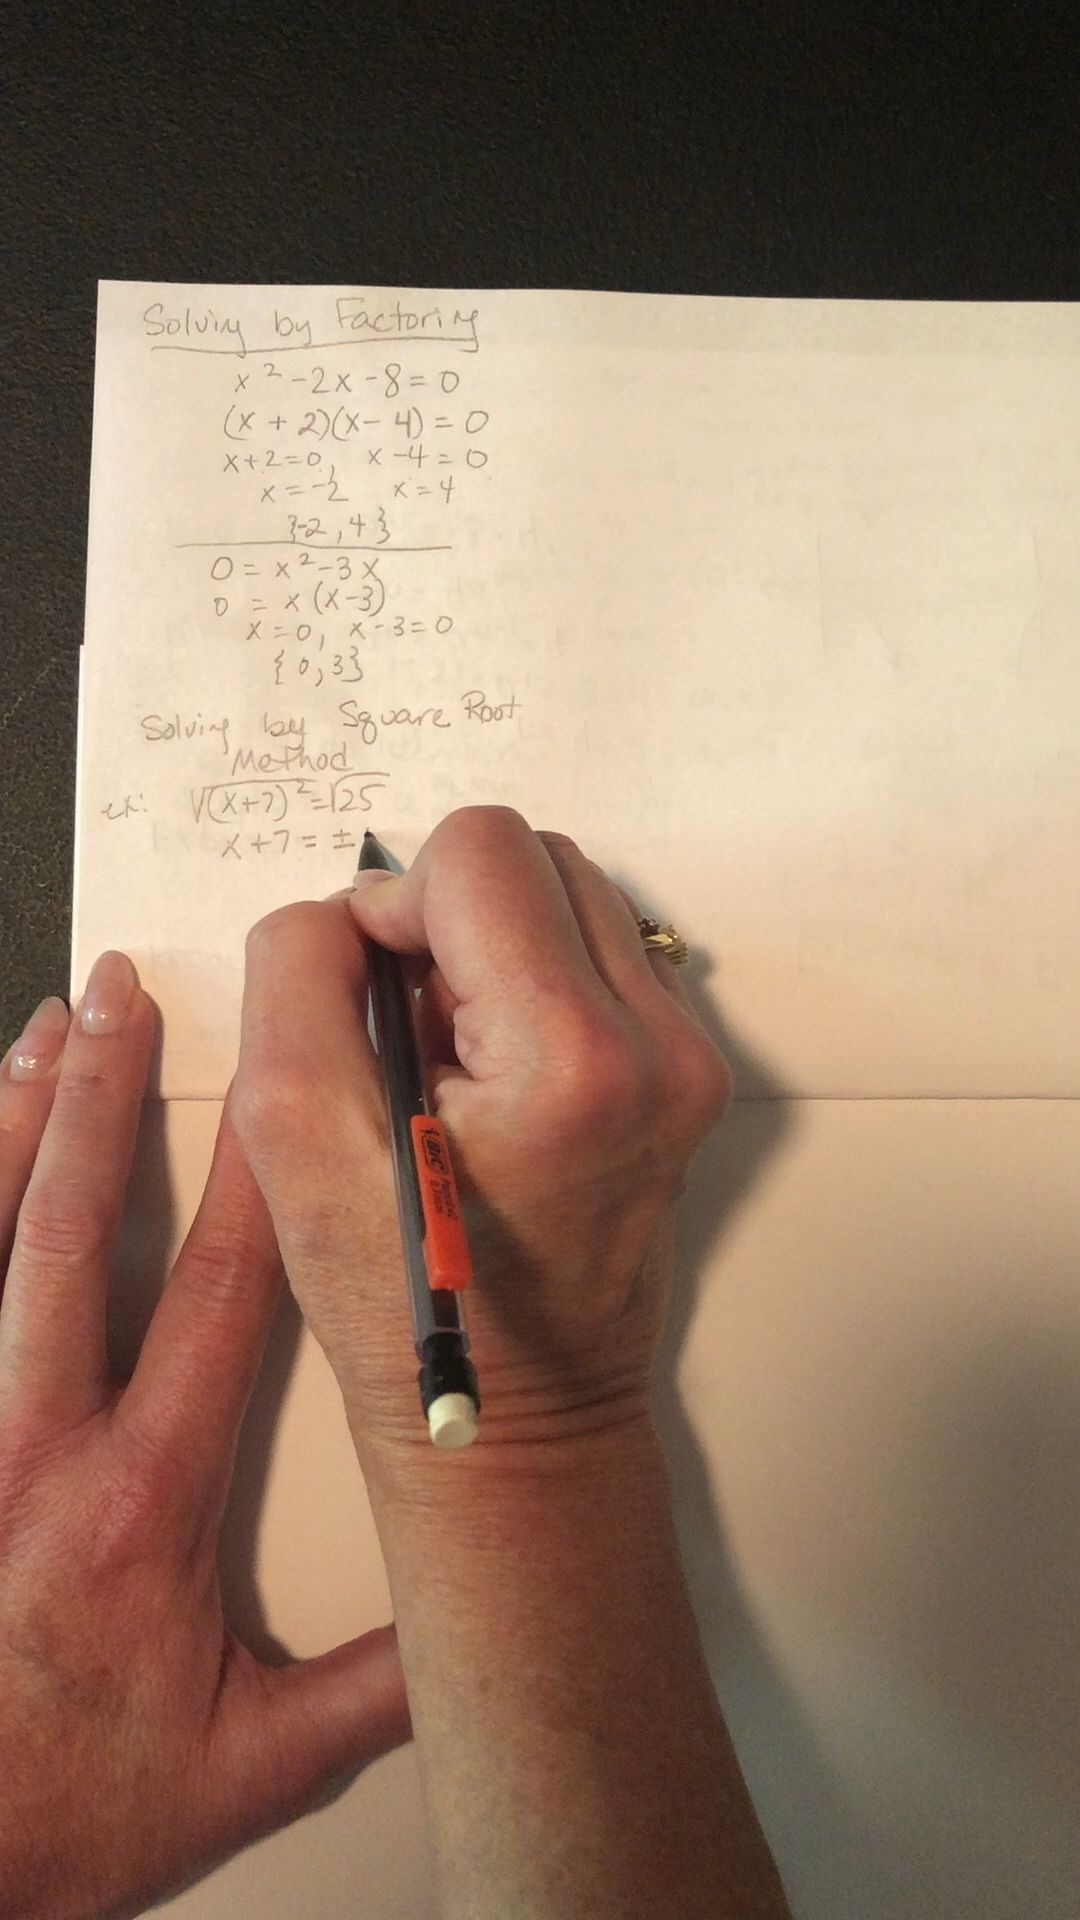 Solving by Factoring
x² - 2x - 8 = 0
(x + 2)(x - 4) = 0
x + 2 = 0, x - 4 = 0
x = -2 x = 4
{-2, 4}
0 = x² - 3x
0 = x (x - 3)
x = 0, x - 3 = 0
{0, 3}
Solving by Square Root
Method
ex: √(x+7)² = √25
x + 7 = ±
BIC